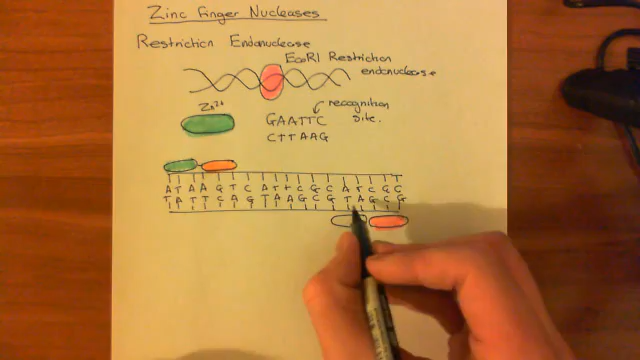 Zinc Finger Nucleases
Restriction Endonuclease
EcoRI Restriction
endonuclease
Zn2+
recognition
GAATTC site.
CTTAAG
ATAAGTCATTCGCATCGC
TATTCAGTAAGCGTAGCG